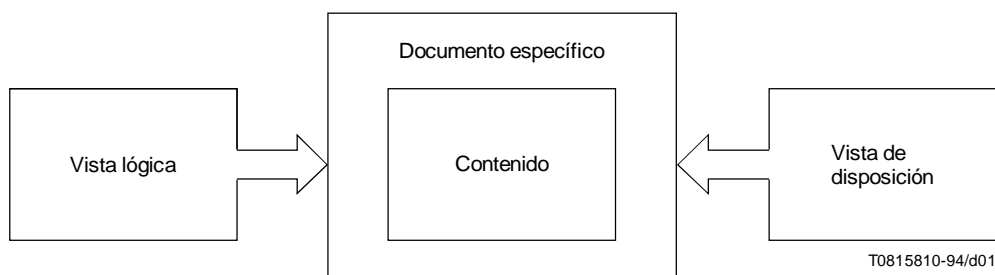 Documento específico
Vista lógica
Contenido
Vista de
disposición
T0815810-94/d01